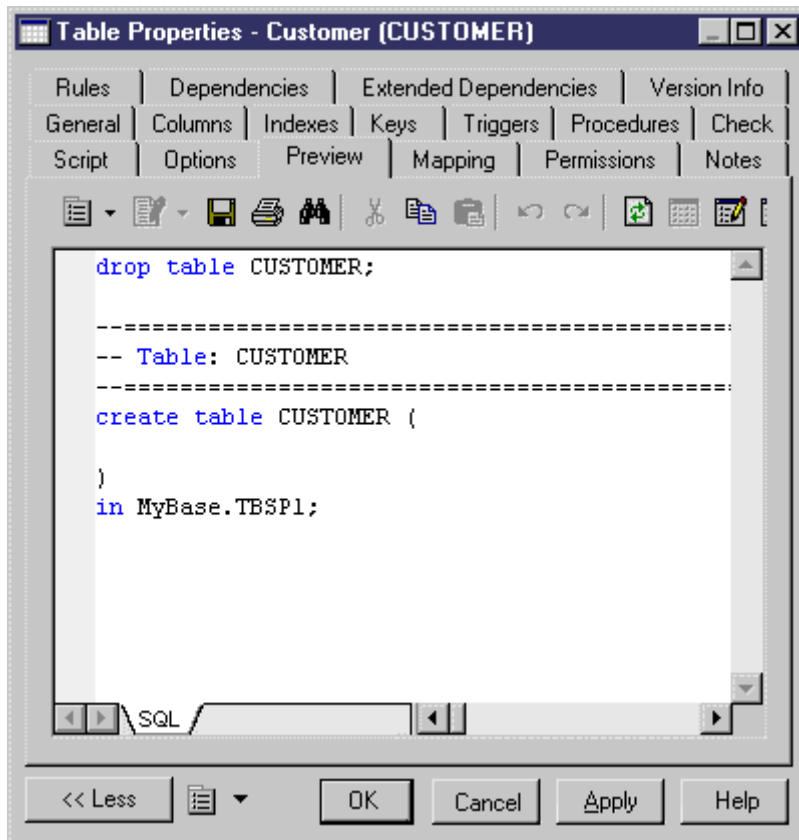 Table Properties - Customer (CUSTOMER)
Rules Dependencies Extended Dependencies Version Info
General Columns Indexes Keys Triggers Procedures Check
Script Options Preview Mapping Permissions Notes
drop table CUSTOMER;
--===========================================
-- Table: CUSTOMER
--===========================================
create table CUSTOMER (
)
in MyBase.TBSP1;
SQL
<< Less OK Cancel Apply Help